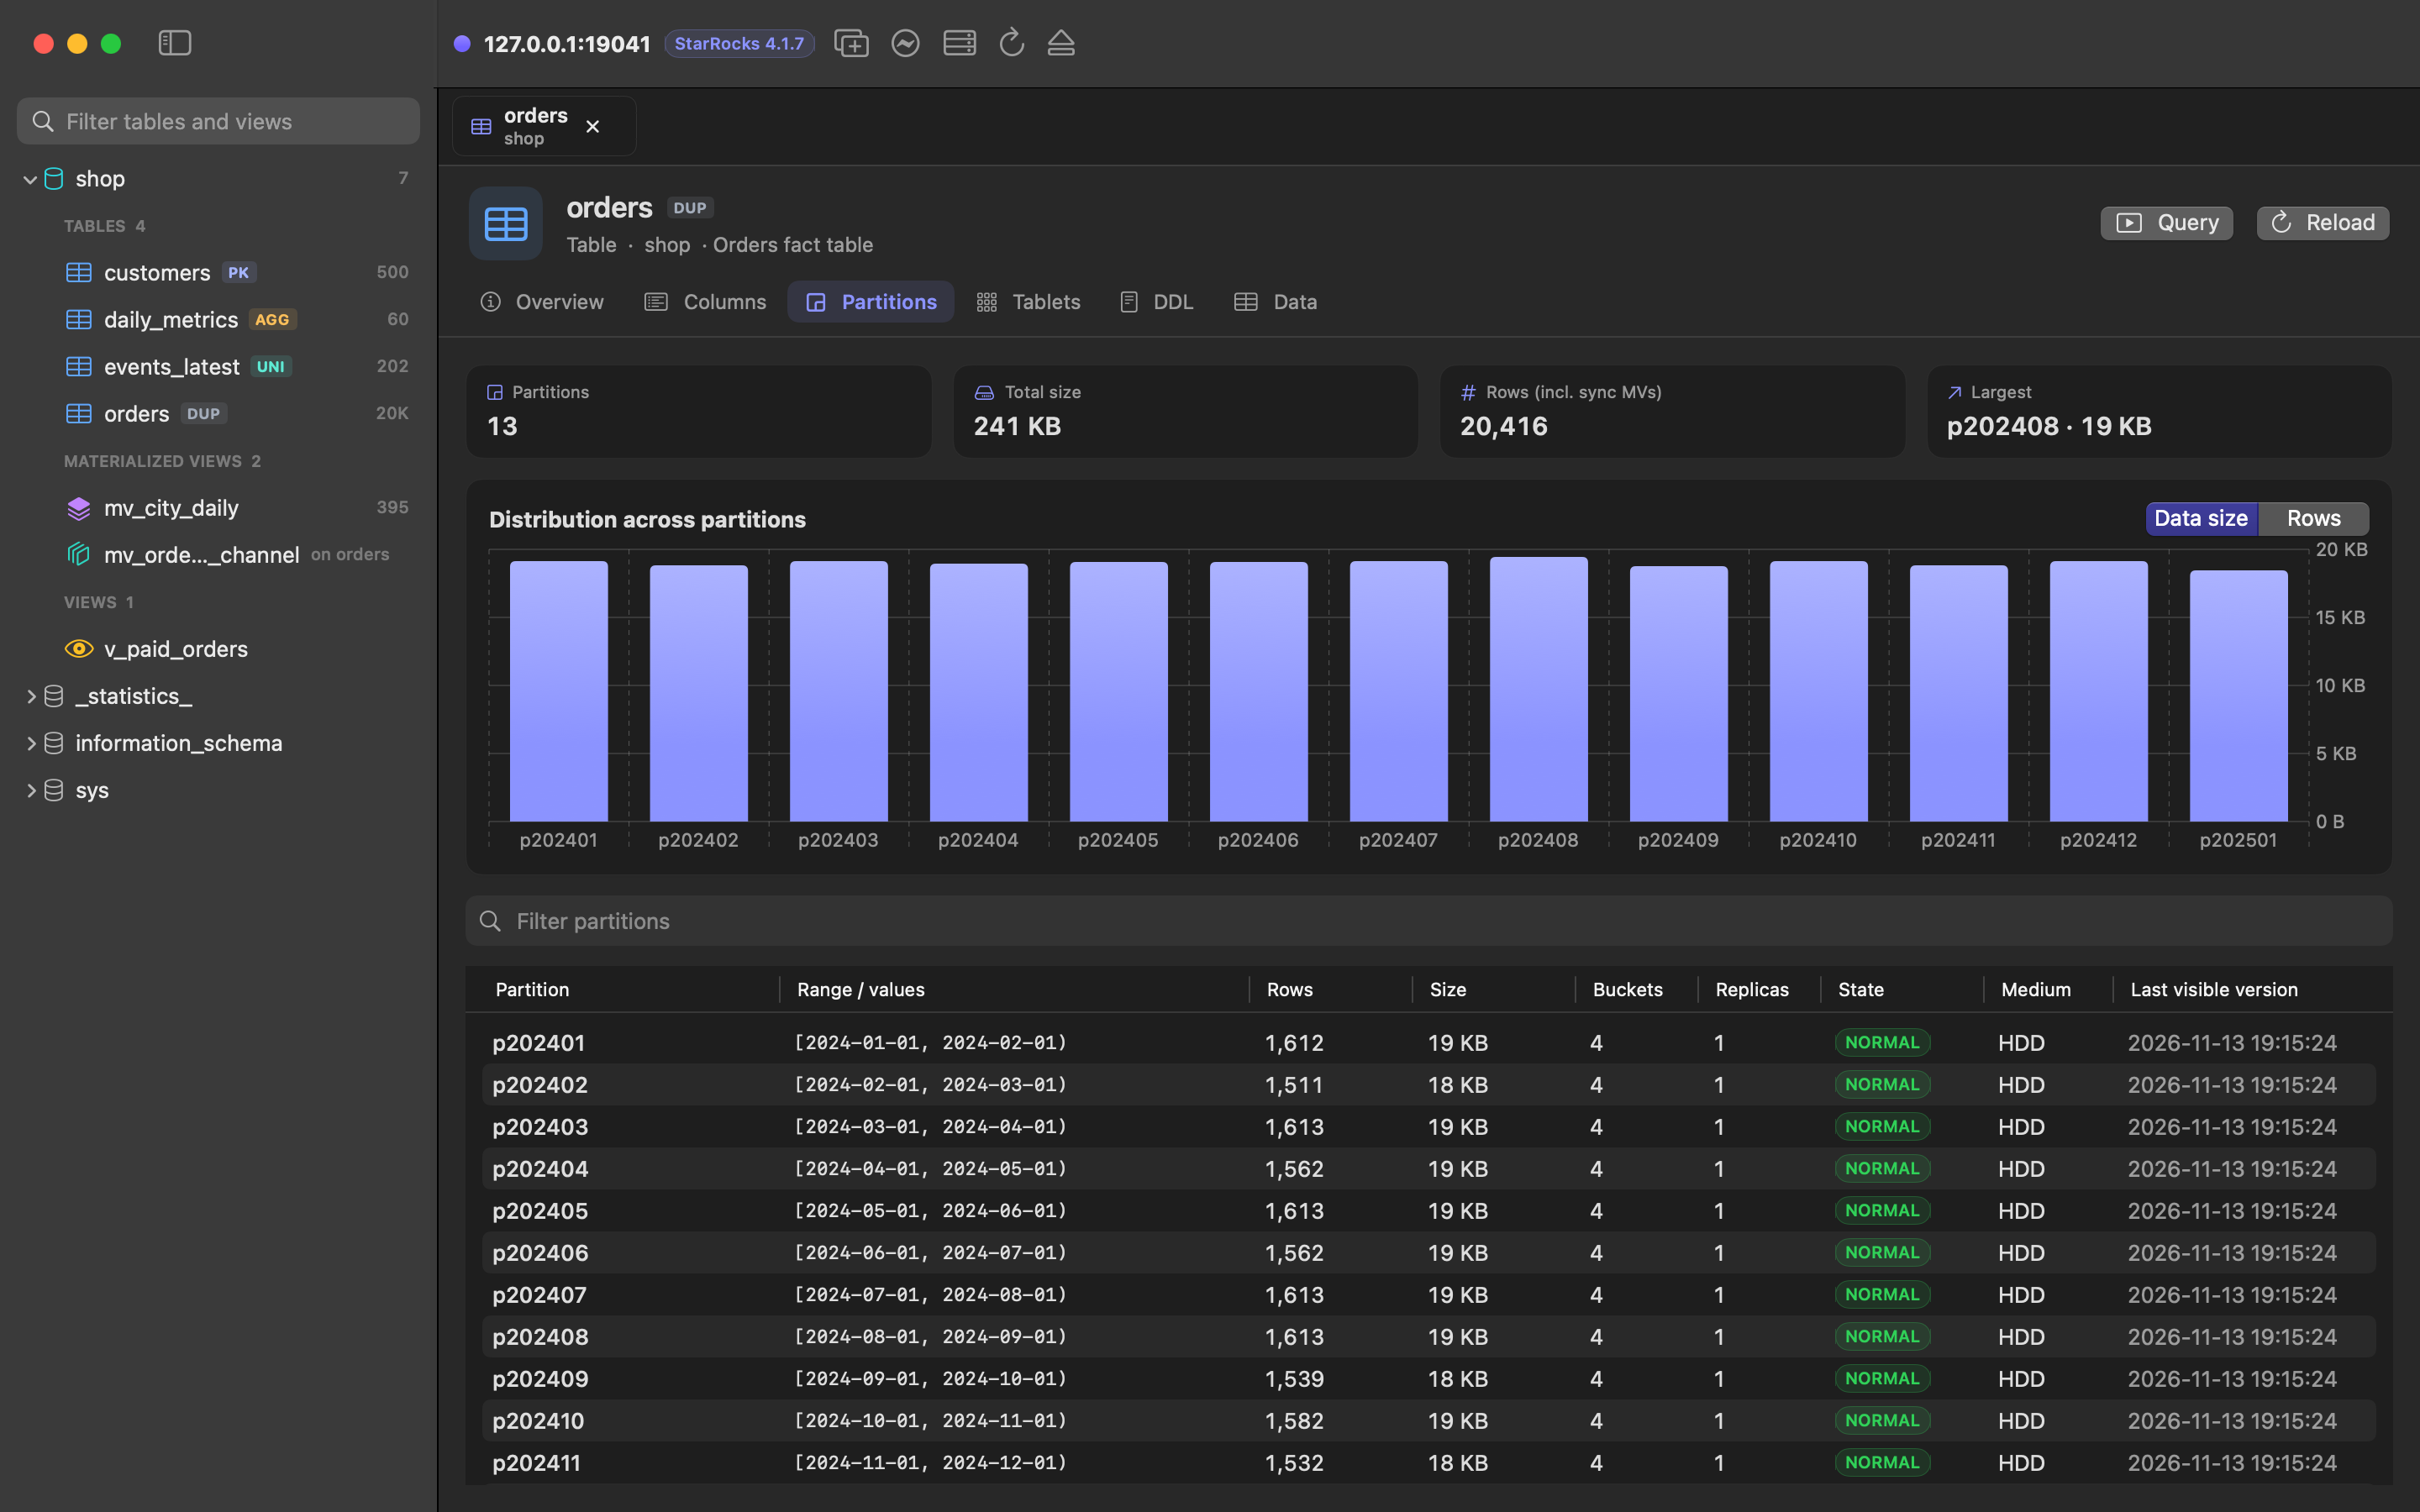 127.0.0.1:19041 StarRocks 4.1.7
Filter tables and views
shop 7
TABLES 4
customers PK 500
daily_metrics AGG 60
events_latest UNI 202
orders DUP 20K
MATERIALIZED VIEWS 2
mv_city_daily 395
mv_orde..._channel on orders
VIEWS 1
v_paid_orders
_statistics_
information_schema
sys
orders
shop
orders DUP
Table · shop · Orders fact table
Query Reload
Overview Columns Partitions Tablets DDL Data
Partitions
13
Total size
241 KB
# Rows (incl. sync MVs)
20,416
Largest
p202408 · 19 KB
Distribution across partitions
Data size Rows
20 KB
15 KB
10 KB
5 KB
0 B
p202401 p202402 p202403 p202404 p202405 p202406 p202407 p202408 p202409 p202410 p202411 p202412 p202501
Filter partitions
Partition Range / values Rows Size Buckets Replicas State Medium Last visible version
p202401 [2024-01-01, 2024-02-01) 1,612 19 KB 4 1 NORMAL HDD 2026-11-13 19:15:24
p202402 [2024-02-01, 2024-03-01) 1,511 18 KB 4 1 NORMAL HDD 2026-11-13 19:15:24
p202403 [2024-03-01, 2024-04-01) 1,613 19 KB 4 1 NORMAL HDD 2026-11-13 19:15:24
p202404 [2024-04-01, 2024-05-01) 1,562 19 KB 4 1 NORMAL HDD 2026-11-13 19:15:24
p202405 [2024-05-01, 2024-06-01) 1,613 19 KB 4 1 NORMAL HDD 2026-11-13 19:15:24
p202406 [2024-06-01, 2024-07-01) 1,562 19 KB 4 1 NORMAL HDD 2026-11-13 19:15:24
p202407 [2024-07-01, 2024-08-01) 1,613 19 KB 4 1 NORMAL HDD 2026-11-13 19:15:24
p202408 [2024-08-01, 2024-09-01) 1,613 19 KB 4 1 NORMAL HDD 2026-11-13 19:15:24
p202409 [2024-09-01, 2024-10-01) 1,539 18 KB 4 1 NORMAL HDD 2026-11-13 19:15:24
p202410 [2024-10-01, 2024-11-01) 1,582 19 KB 4 1 NORMAL HDD 2026-11-13 19:15:24
p202411 [2024-11-01, 2024-12-01) 1,532 18 KB 4 1 NORMAL HDD 2026-11-13 19:15:24